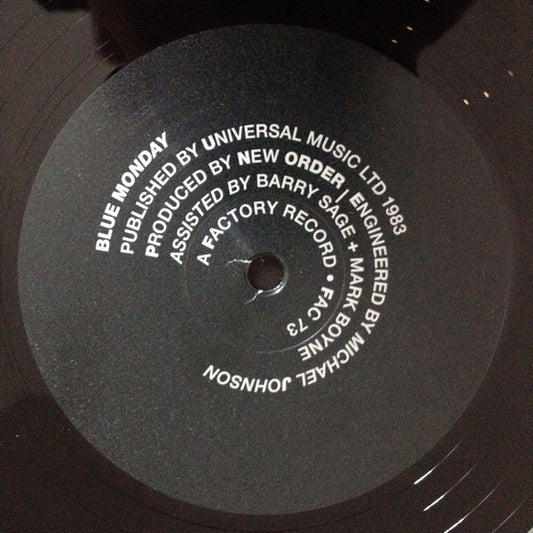 BLUE MONDAY
PUBLISHED BY UNIVERSAL MUSIC LTD 1983
PRODUCED BY NEW ORDER | ENGINEERED BY MICHAEL JOHNSON
ASSISTED BY BARRY SAGE + MARK BOYNE
A FACTORY RECORD • FAC 73